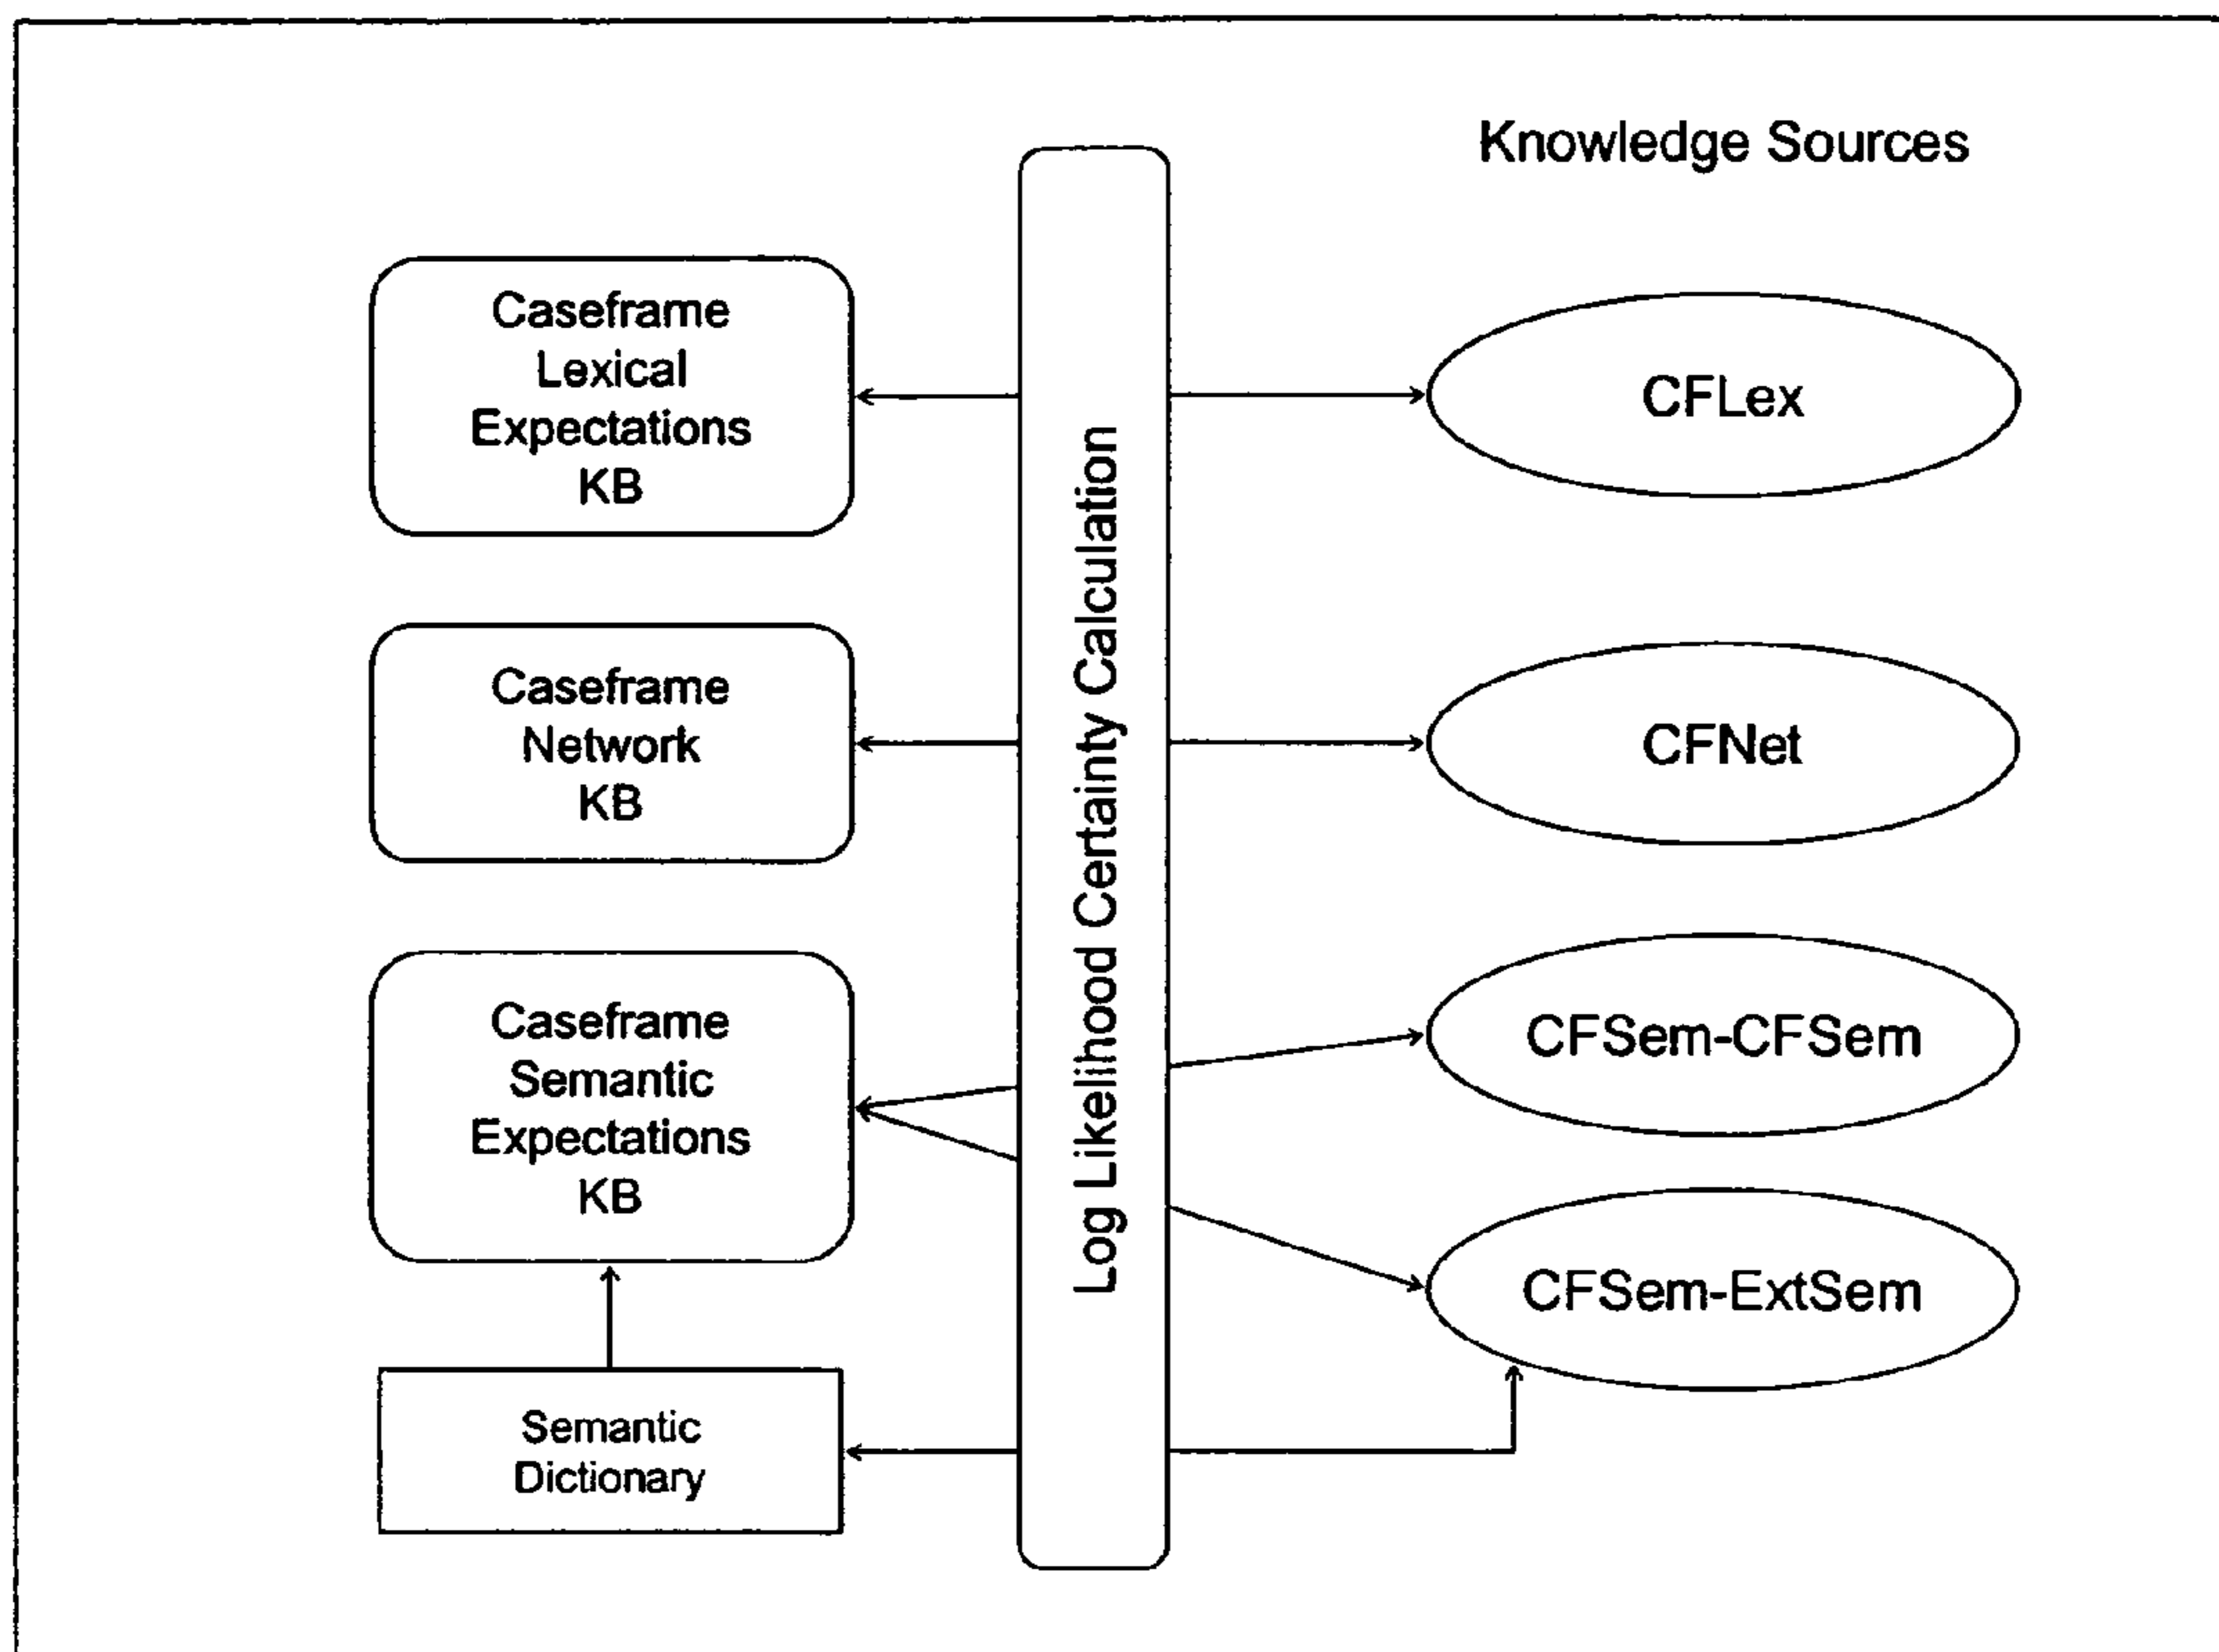 Knowledge Sources
Caseframe
Lexical
Expectations
KB
CFLex
Caseframe
Network
KB
CFNet
Log Likelihood Certainty Calculation
Caseframe
Semantic
Expectations
KB
CFSem-CFSem
CFSem-ExtSem
Semantic
Dictionary